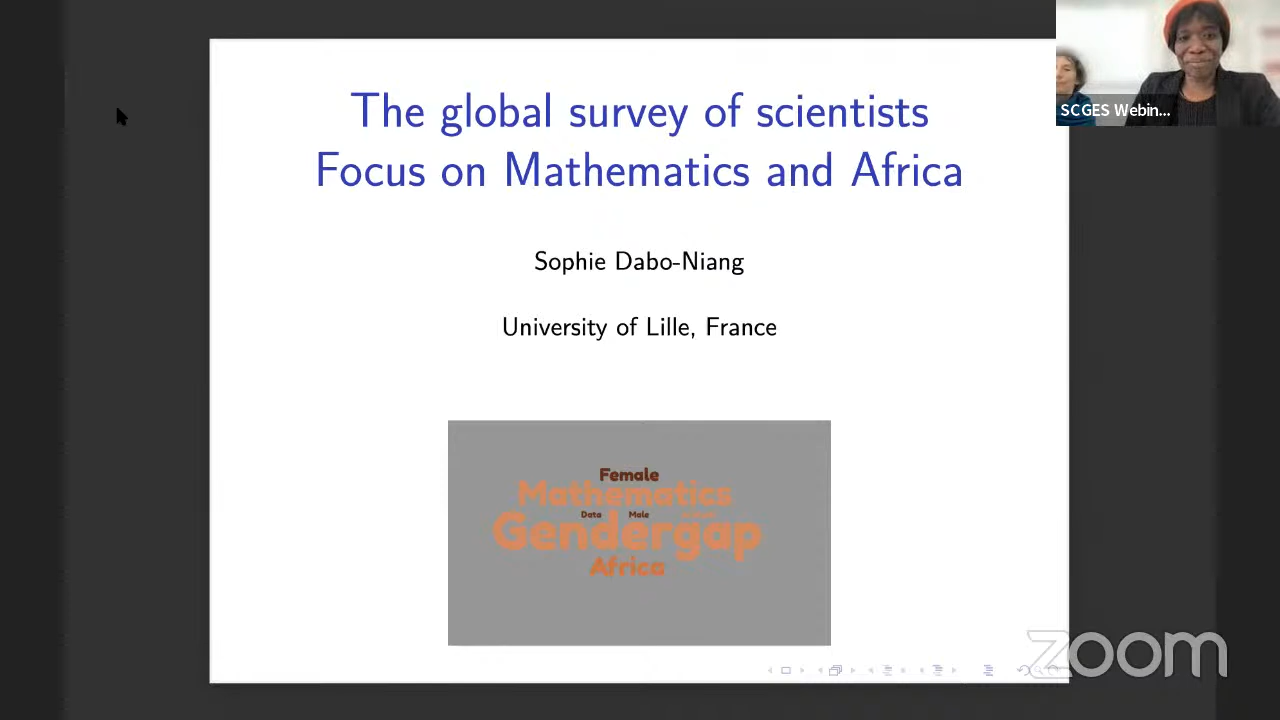 The global survey of scientists
Focus on Mathematics and Africa
Sophie Dabo-Niang
University of Lille, France
Female
Mathematics
Data Male
Gendergap
Africa
SCGES Webin...
zoom